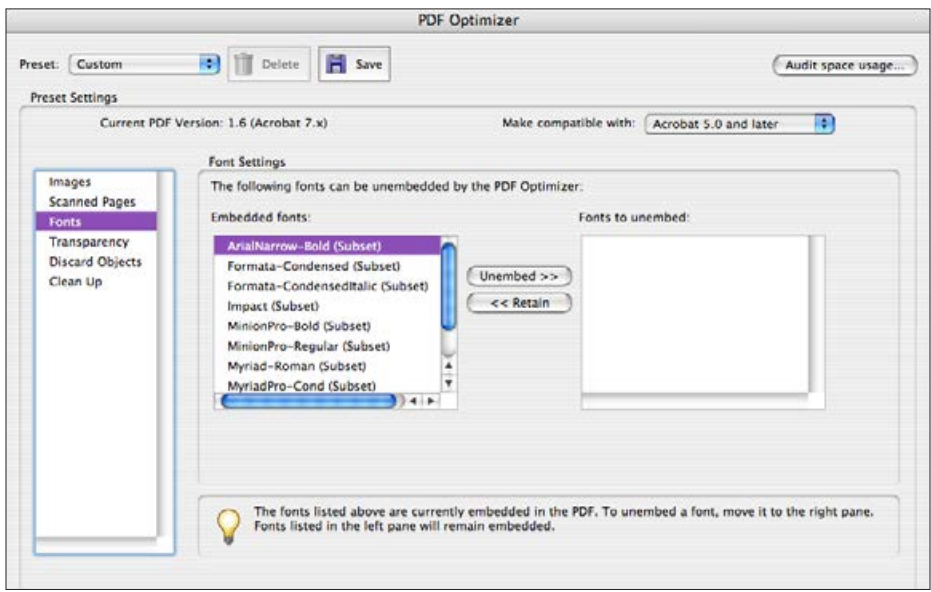 PDF Optimizer
Preset: Custom Delete Save Audit space usage...
Preset Settings
Current PDF Version: 1.6 (Acrobat 7.x) Make compatible with: Acrobat 5.0 and later
Images
Scanned Pages
Fonts
Transparency
Discard Objects
Clean Up
Font Settings
The following fonts can be unembedded by the PDF Optimizer:
Embedded fonts:
ArialNarrow-Bold (Subset)
Formata-Condensed (Subset)
Formata-CondensedItalic (Subset)
Impact (Subset)
MinionPro-Bold (Subset)
MinionPro-Regular (Subset)
Myriad-Roman (Subset)
MyriadPro-Cond (Subset)
Unembed >>
<< Retain
Fonts to unembed:
The fonts listed above are currently embedded in the PDF. To unembed a font, move it to the right pane.
Fonts listed in the left pane will remain embedded.